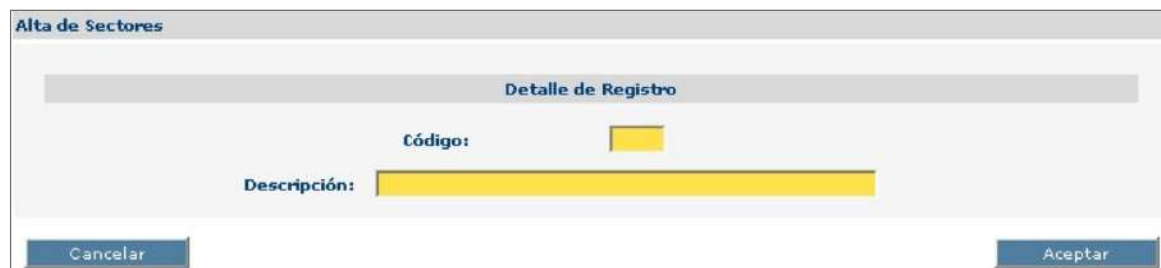 Alta de Sectores
Detalle de Registro
Código:
Descripción:
Cancelar Aceptar